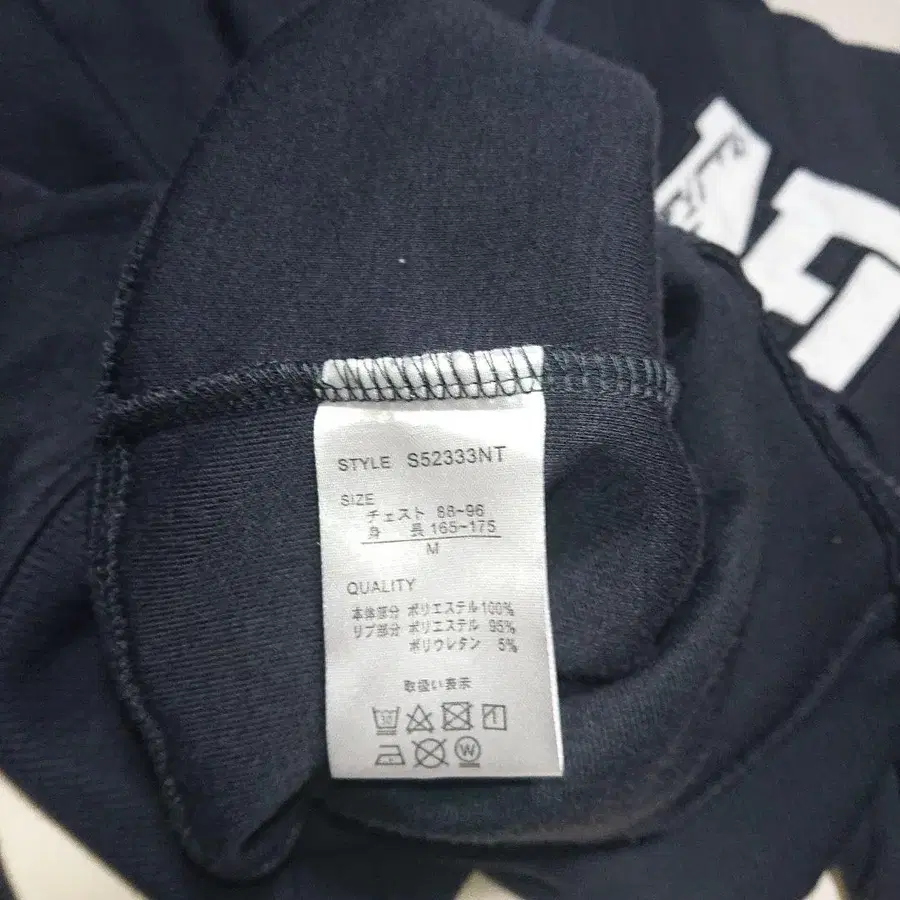 STYLE S52333NT
SIZE
チェスト 88~96
身 長 165~175
M
QUALITY
本体部分 ポリエステル100%
リブ部分 ポリエステル 95%
ポリウレタン 5%
取扱い表示
W